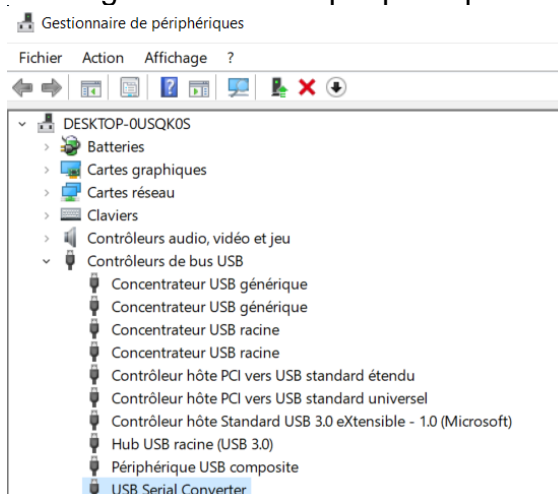 Gestionnaire de périphériques
Fichier Action Affichage ?
DESKTOP-0USQK0S
Batteries
Cartes graphiques
Cartes réseau
Claviers
Contrôleurs audio, vidéo et jeu
Contrôleurs de bus USB
Concentrateur USB générique
Concentrateur USB générique
Concentrateur USB racine
Concentrateur USB racine
Contrôleur hôte PCI vers USB standard étendu
Contrôleur hôte PCI vers USB standard universel
Contrôleur hôte Standard USB 3.0 eXtensible - 1.0 (Microsoft)
Hub USB racine (USB 3.0)
Périphérique USB composite
USB Serial Converter